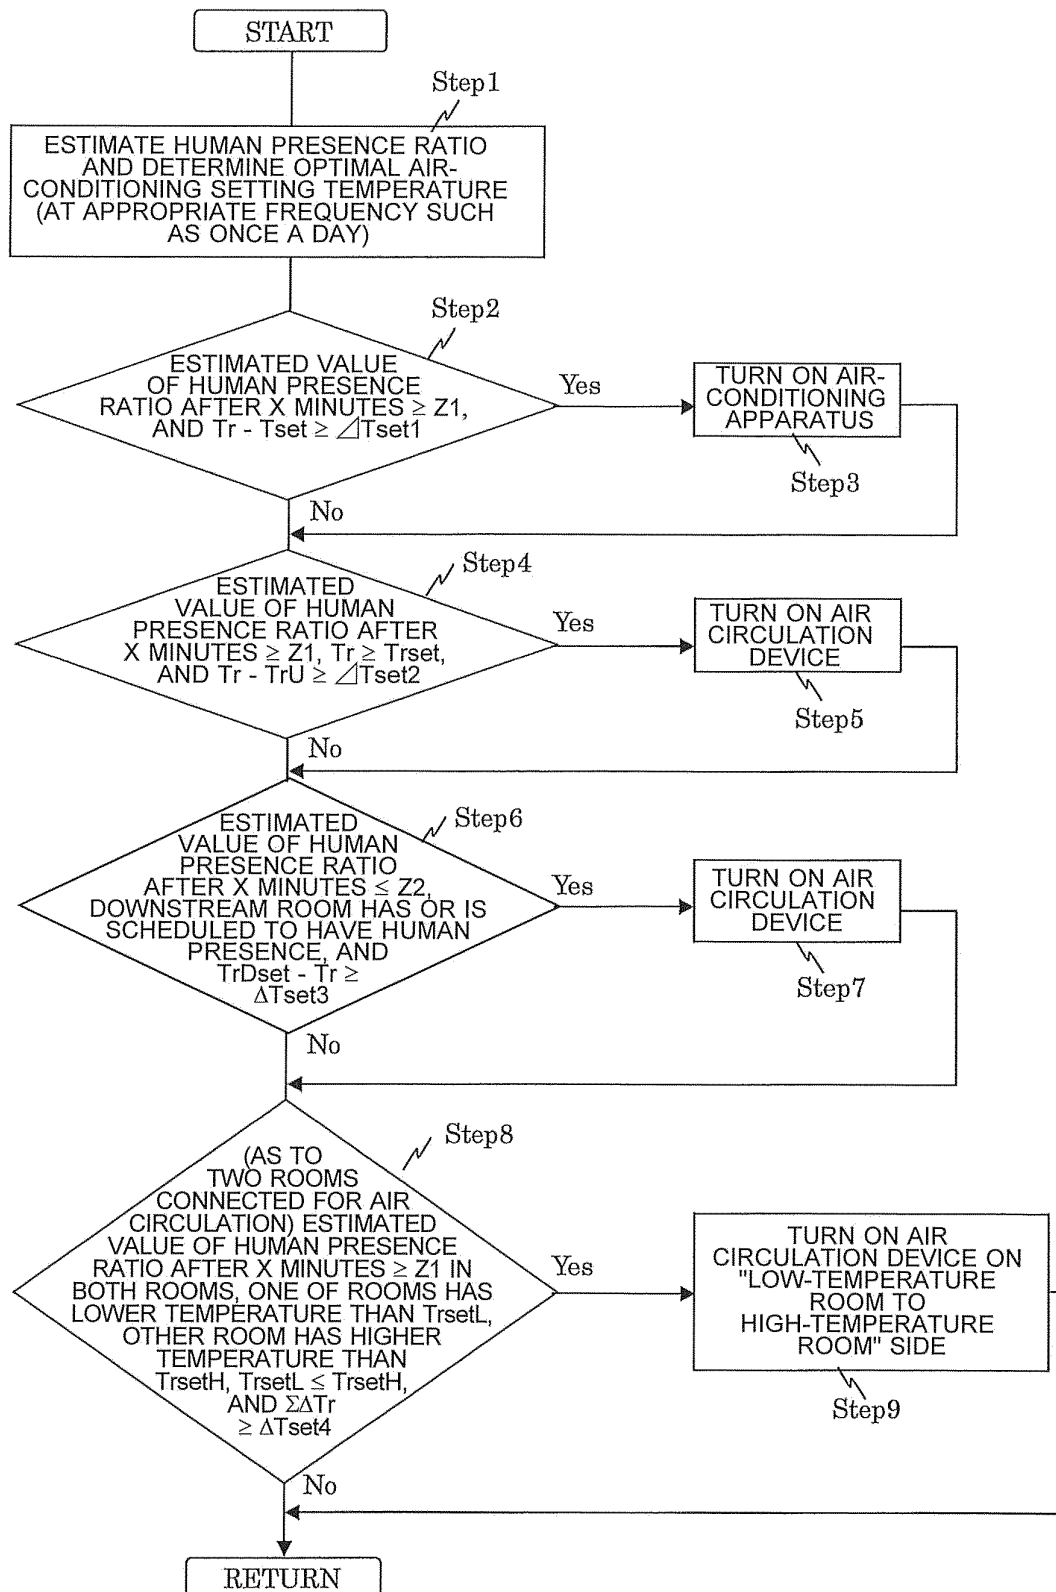 START
Step1
ESTIMATE HUMAN PRESENCE RATIO
AND DETERMINE OPTIMAL AIR-
CONDITIONING SETTING TEMPERATURE
(AT APPROPRIATE FREQUENCY SUCH
AS ONCE A DAY)
Step2
ESTIMATED VALUE
OF HUMAN PRESENCE
RATIO AFTER X MINUTES ≥ Z1,
AND Tr - Tset ≥ ⊿Tset1
Yes
TURN ON AIR-
CONDITIONING
APPARATUS
Step3
No
Step4
ESTIMATED
VALUE OF HUMAN
PRESENCE RATIO AFTER
X MINUTES ≥ Z1, Tr ≥ Trset,
AND Tr - TrU ≥ ⊿Tset2
Yes
TURN ON AIR
CIRCULATION
DEVICE
Step5
No
Step6
ESTIMATED
VALUE OF HUMAN
PRESENCE RATIO
AFTER X MINUTES ≤ Z2,
DOWNSTREAM ROOM HAS OR IS
SCHEDULED TO HAVE HUMAN
PRESENCE, AND
TrDset - Tr ≥
ΔTset3
Yes
TURN ON AIR
CIRCULATION
DEVICE
Step7
No
Step8
(AS TO
TWO ROOMS
CONNECTED FOR AIR
CIRCULATION) ESTIMATED
VALUE OF HUMAN PRESENCE
RATIO AFTER X MINUTES ≥ Z1 IN
BOTH ROOMS, ONE OF ROOMS HAS
LOWER TEMPERATURE THAN TrsetL,
OTHER ROOM HAS HIGHER
TEMPERATURE THAN
TrsetH, TrsetL ≤ TrsetH,
AND ΣΔTr
≥ ΔTset4
Yes
TURN ON AIR
CIRCULATION DEVICE ON
"LOW-TEMPERATURE
ROOM TO
HIGH-TEMPERATURE
ROOM" SIDE
Step9
No
RETURN